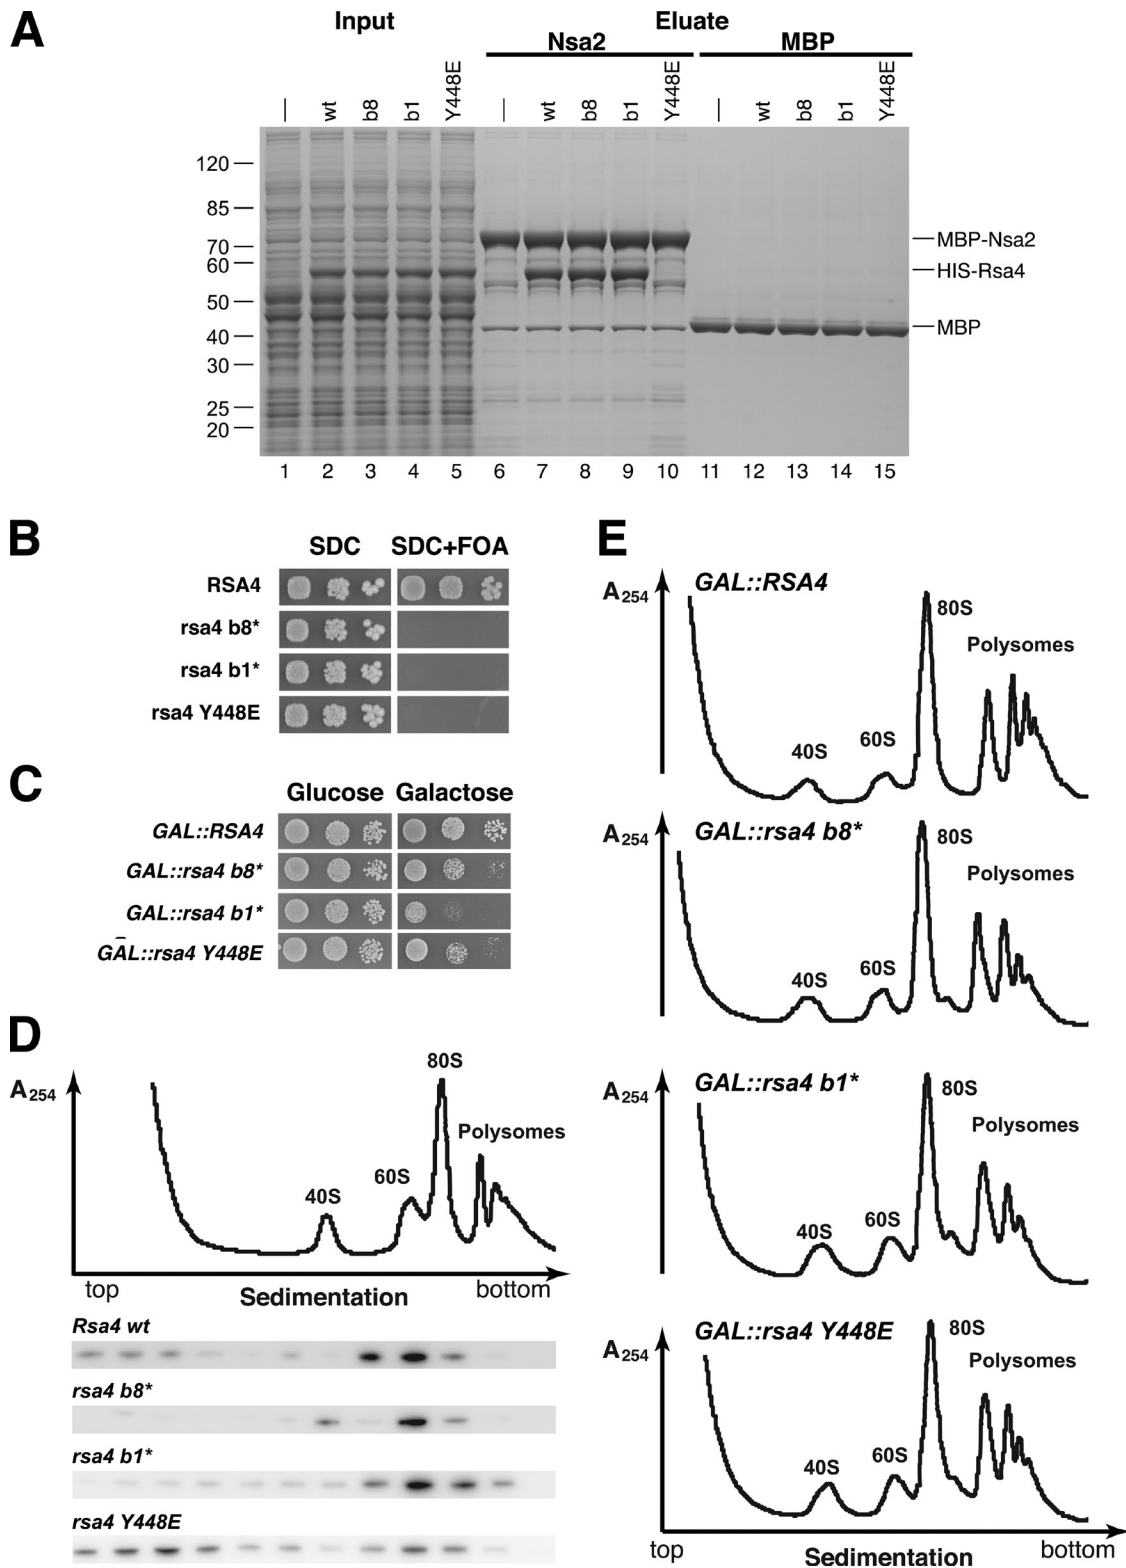 A
Input
Eluate
Nsa2
MBP
— wt b8 b1 Y448E — wt b8 b1 Y448E — wt b8 b1 Y448E
120
85
70
60
50
40
30
25
20
MBP-Nsa2
HIS-Rsa4
MBP
1 2 3 4 5 6 7 8 9 10 11 12 13 14 15
B
SDC SDC+FOA
RSA4
rsa4 b8*
rsa4 b1*
rsa4 Y448E
C
Glucose Galactose
GAL::RSA4
GAL::rsa4 b8*
GAL::rsa4 b1*
GAL::rsa4 Y448E
D
A254
40S
60S
80S
Polysomes
top
Sedimentation
bottom
Rsa4 wt
rsa4 b8*
rsa4 b1*
rsa4 Y448E
E
A254
GAL::RSA4
40S
60S
80S
Polysomes
A254
GAL::rsa4 b8*
40S
60S
80S
Polysomes
A254
GAL::rsa4 b1*
40S
60S
80S
Polysomes
A254
GAL::rsa4 Y448E
40S
60S
80S
Polysomes
top
Sedimentation
bottom